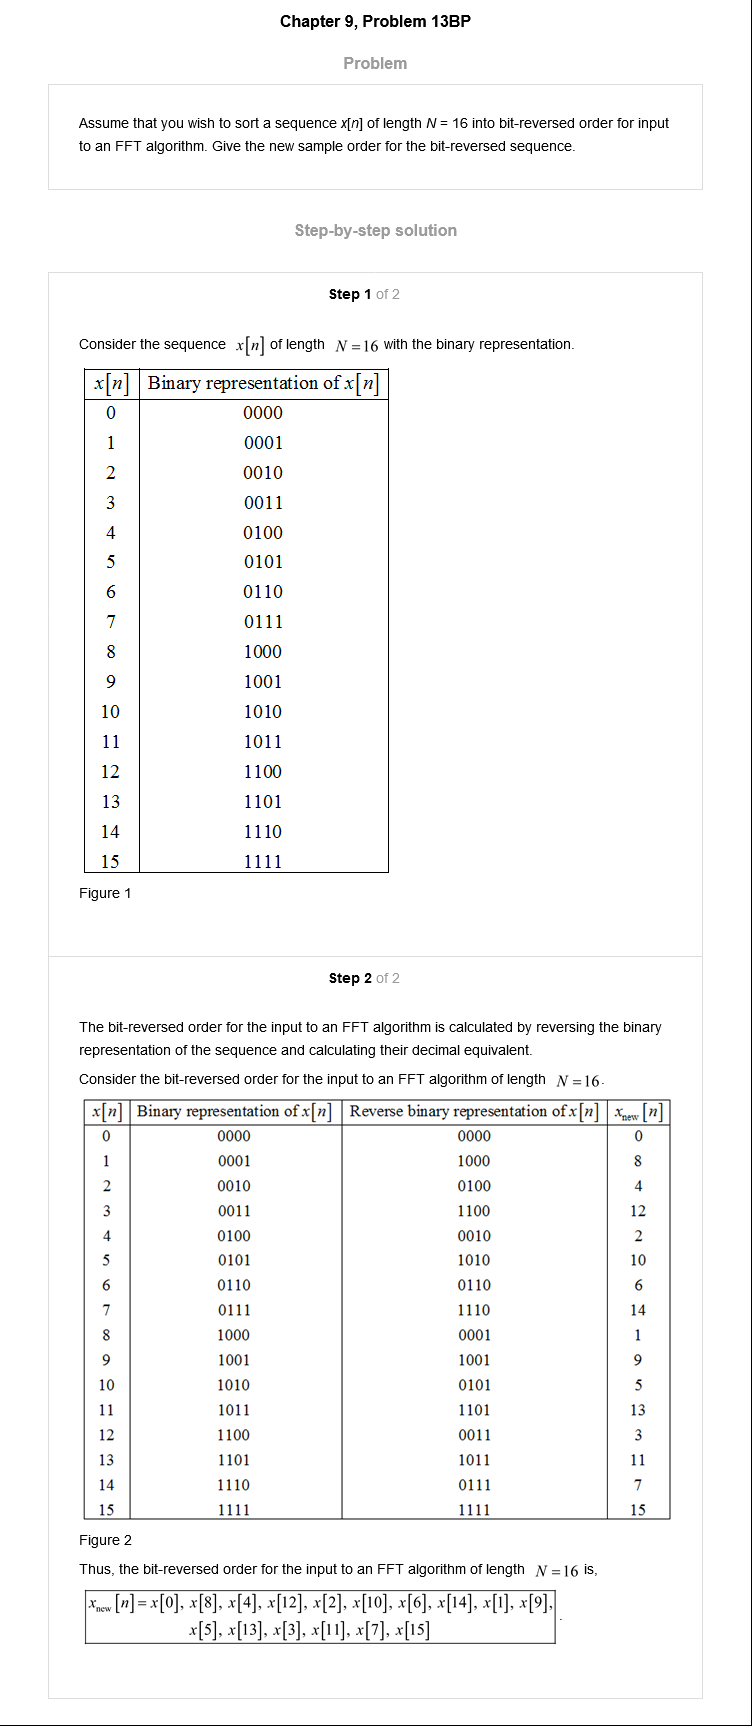 Chapter 9, Problem 13BP
Problem
Assume that you wish to sort a sequence x[n] of length N = 16 into bit-reversed order for input
to an FFT algorithm. Give the new sample order for the bit-reversed sequence.
Step-by-step solution
Step 1 of 2
Consider the sequence x[n] of length N = 16 with the binary representation.
x[n] Binary representation of x[n]
0 0000
1 0001
2 0010
3 0011
4 0100
5 0101
6 0110
7 0111
8 1000
9 1001
10 1010
11 1011
12 1100
13 1101
14 1110
15 1111
Figure 1
Step 2 of 2
The bit-reversed order for the input to an FFT algorithm is calculated by reversing the binary
representation of the sequence and calculating their decimal equivalent.
Consider the bit-reversed order for the input to an FFT algorithm of length N = 16.
x[n] Binary representation of x[n] Reverse binary representation of x[n] xnew[n]
0 0000 0000 0
1 0001 1000 8
2 0010 0100 4
3 0011 1100 12
4 0100 0010 2
5 0101 1010 10
6 0110 0110 6
7 0111 1110 14
8 1000 0001 1
9 1001 1001 9
10 1010 0101 5
11 1011 1101 13
12 1100 0011 3
13 1101 1011 11
14 1110 0111 7
15 1111 1111 15
Figure 2
Thus, the bit-reversed order for the input to an FFT algorithm of length N = 16 is,
xnew[n] = x[0], x[8], x[4], x[12], x[2], x[10], x[6], x[14], x[1], x[9],
x[5], x[13], x[3], x[11], x[7], x[15] .